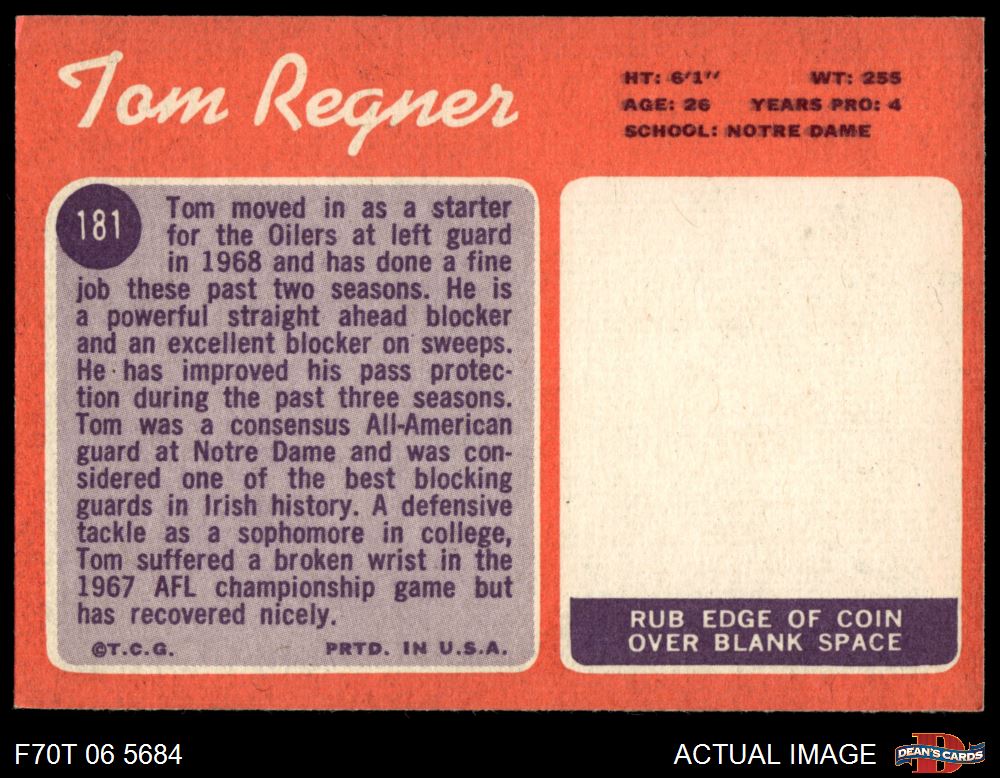 Tom Regner
HT: 6'1" WT: 255
AGE: 26 YEARS PRO: 4
SCHOOL: NOTRE DAME
181
Tom moved in as a starter
for the Oilers at left guard
in 1968 and has done a fine
job these past two seasons. He is
a powerful straight ahead blocker
and an excellent blocker on sweeps.
He has improved his pass protec-
tion during the past three seasons.
Tom was a consensus All-American
guard at Notre Dame and was con-
sidered one of the best blocking
guards in Irish history. A defensive
tackle as a sophomore in college,
Tom suffered a broken wrist in the
1967 AFL championship game but
has recovered nicely.
©T.C.G. PRTD. IN U.S.A.
RUB EDGE OF COIN
OVER BLANK SPACE
F70T 06 5684
ACTUAL IMAGE
D
DEAN'S CARDS